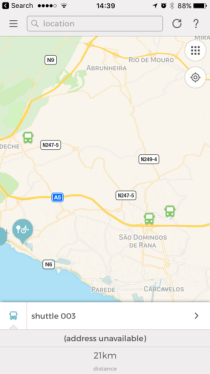 Search
14:39
88%
location
?
N9
RIO DE MOURO
ABRUNHEIRA
N247-5
DECHE
N249-4
N247-5
A5
SÃO DOMINGOS
DE RANA
N6
PAREDE
CARCAVELOS
shuttle 003
(address unavailable)
21km
distance